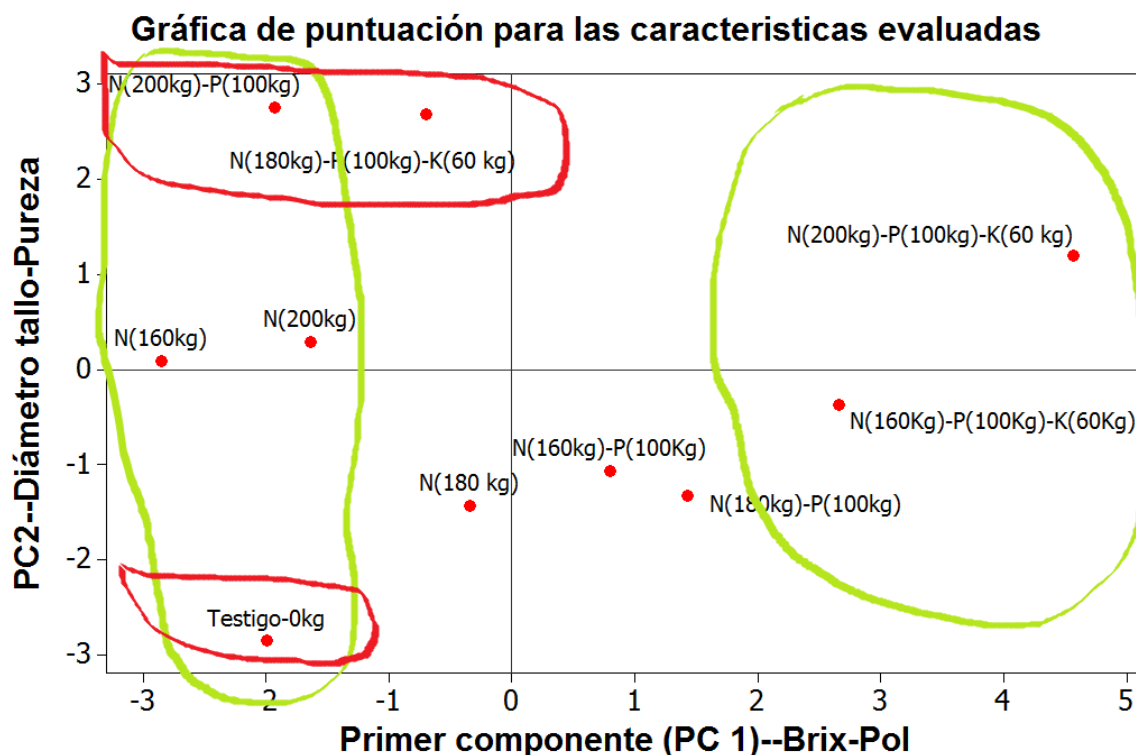 Gráfica de puntuación para las caracteristicas evaluadas
PC2--Diámetro tallo-Pureza
3
2
1
0
-1
-2
-3
N(200kg)-P(100kg)
N(180kg)-P(100kg)-K(60 kg)
N(200kg)-P(100kg)-K(60 kg)
N(200kg)
N(160kg)
N(160Kg)-P(100Kg)-K(60Kg)
N(160kg)-P(100Kg)
N(180 kg)
N(180kg)-P(100kg)
Testigo-0kg
-3
-2
-1
0
1
2
3
4
5
Primer componente (PC 1)--Brix-Pol